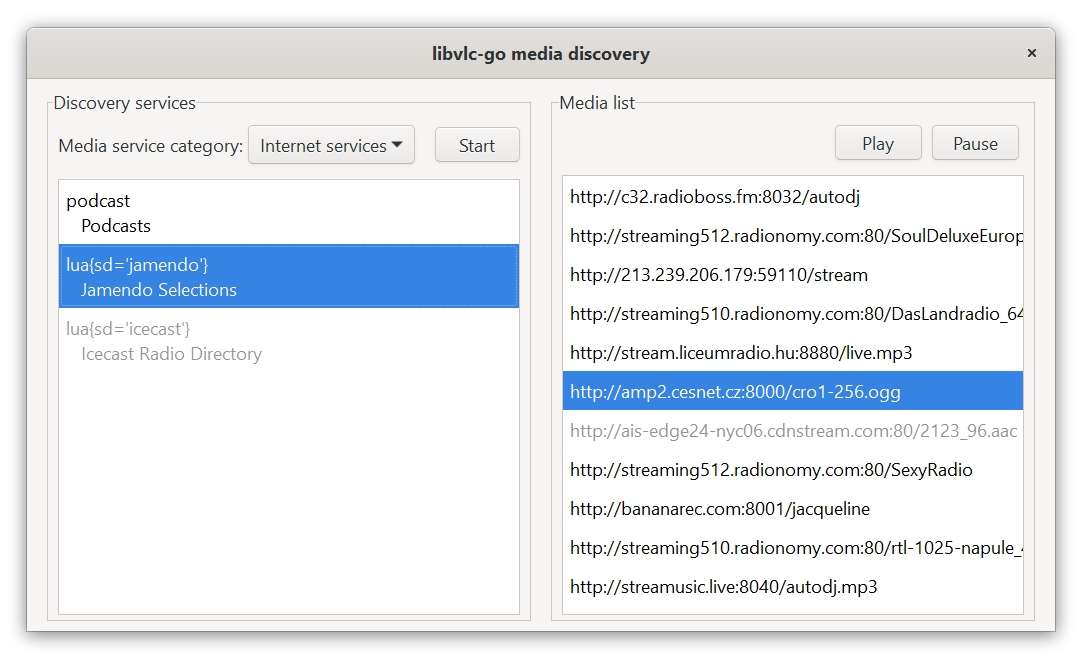 libvlc-go media discovery
Discovery services
Media service category: Internet services Start
podcast
Podcasts
lua{sd='jamendo'}
Jamendo Selections
lua{sd='icecast'}
Icecast Radio Directory
Media list
Play Pause
http://c32.radioboss.fm:8032/autodj
http://streaming512.radionomy.com:80/SoulDeluxeEurop
http://213.239.206.179:59110/stream
http://streaming510.radionomy.com:80/DasLandradio_64
http://stream.liceumradio.hu:8880/live.mp3
http://amp2.cesnet.cz:8000/cro1-256.ogg
http://ais-edge24-nyc06.cdnstream.com:80/2123_96.aac
http://streaming512.radionomy.com:80/SexyRadio
http://bananarec.com:8001/jacqueline
http://streaming510.radionomy.com:80/rtl-1025-napule_
http://streamusic.live:8040/autodj.mp3